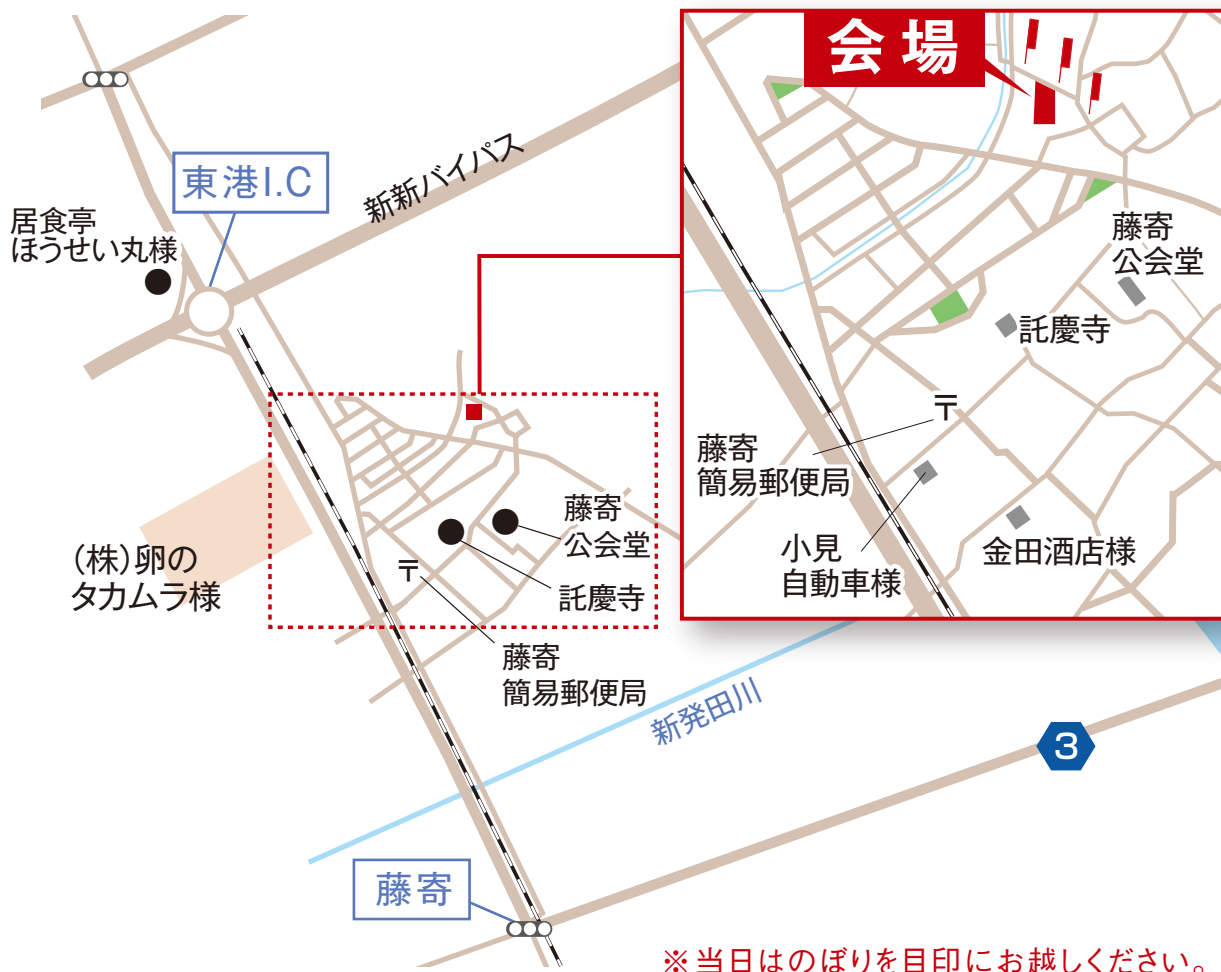 会場
東港I.C
新新バイパス
居食亭
ほうせい丸様
藤寄
公会堂
託慶寺
〒
藤寄
簡易郵便局
小見
自動車様
金田酒店様
藤寄
公会堂
託慶寺
〒
藤寄
簡易郵便局
(株)卵の
タカムラ様
新発田川
3
藤寄
※当日はのぼりを目印にお越しください。